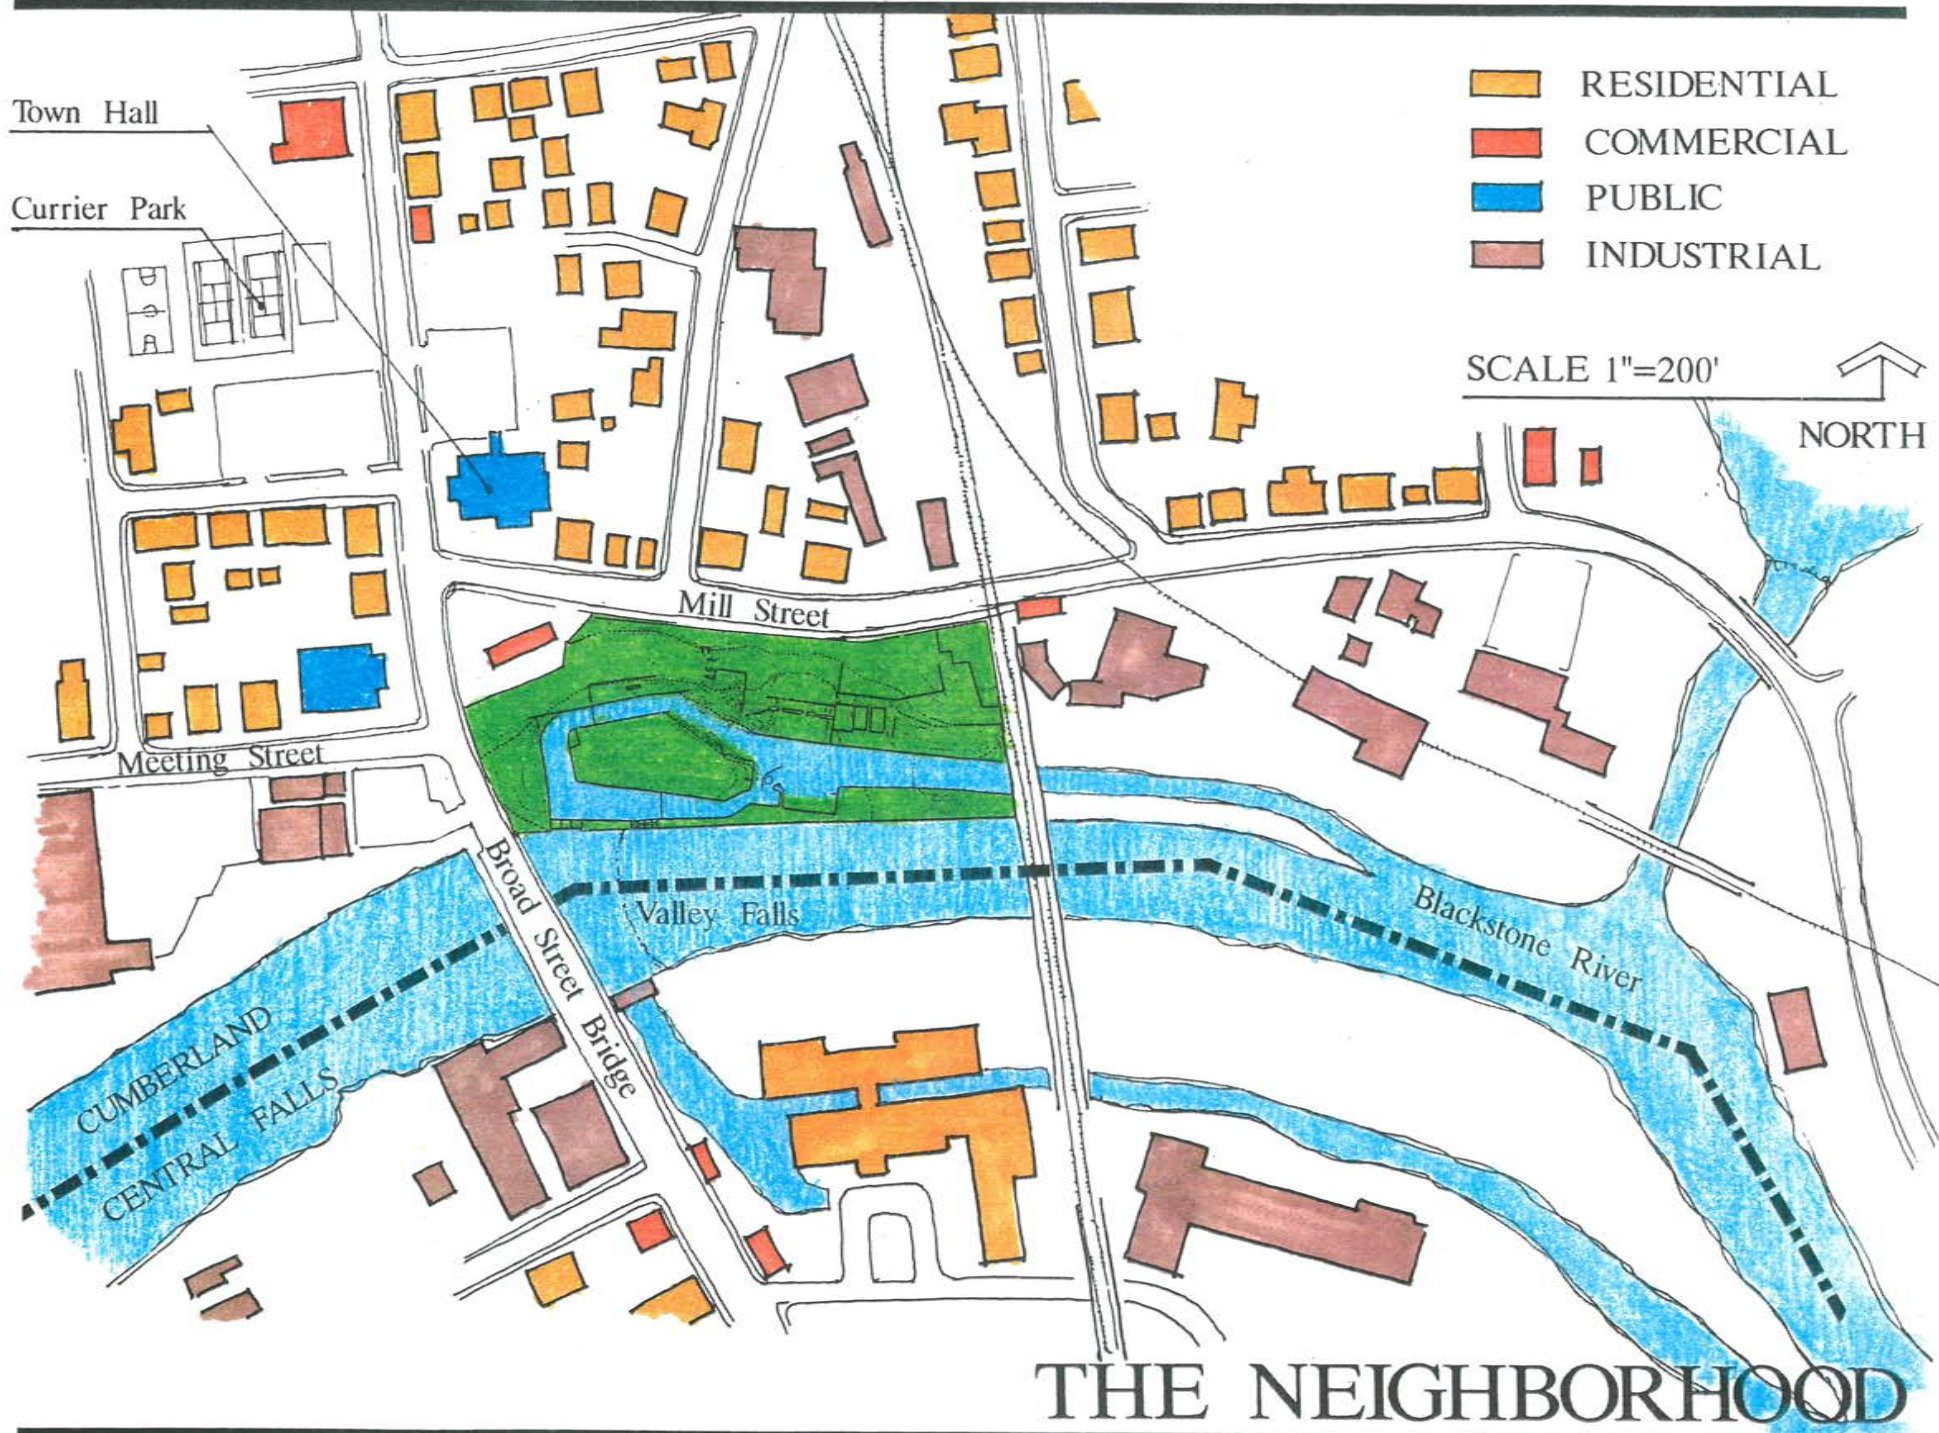 Town Hall
Currier Park
RESIDENTIAL
COMMERCIAL
PUBLIC
INDUSTRIAL
SCALE 1"=200'
NORTH
Mill Street
Meeting Street
Broad Street Bridge
Valley Falls
Blackstone River
CUMBERLAND
CENTRAL FALLS
THE NEIGHBORHOOD